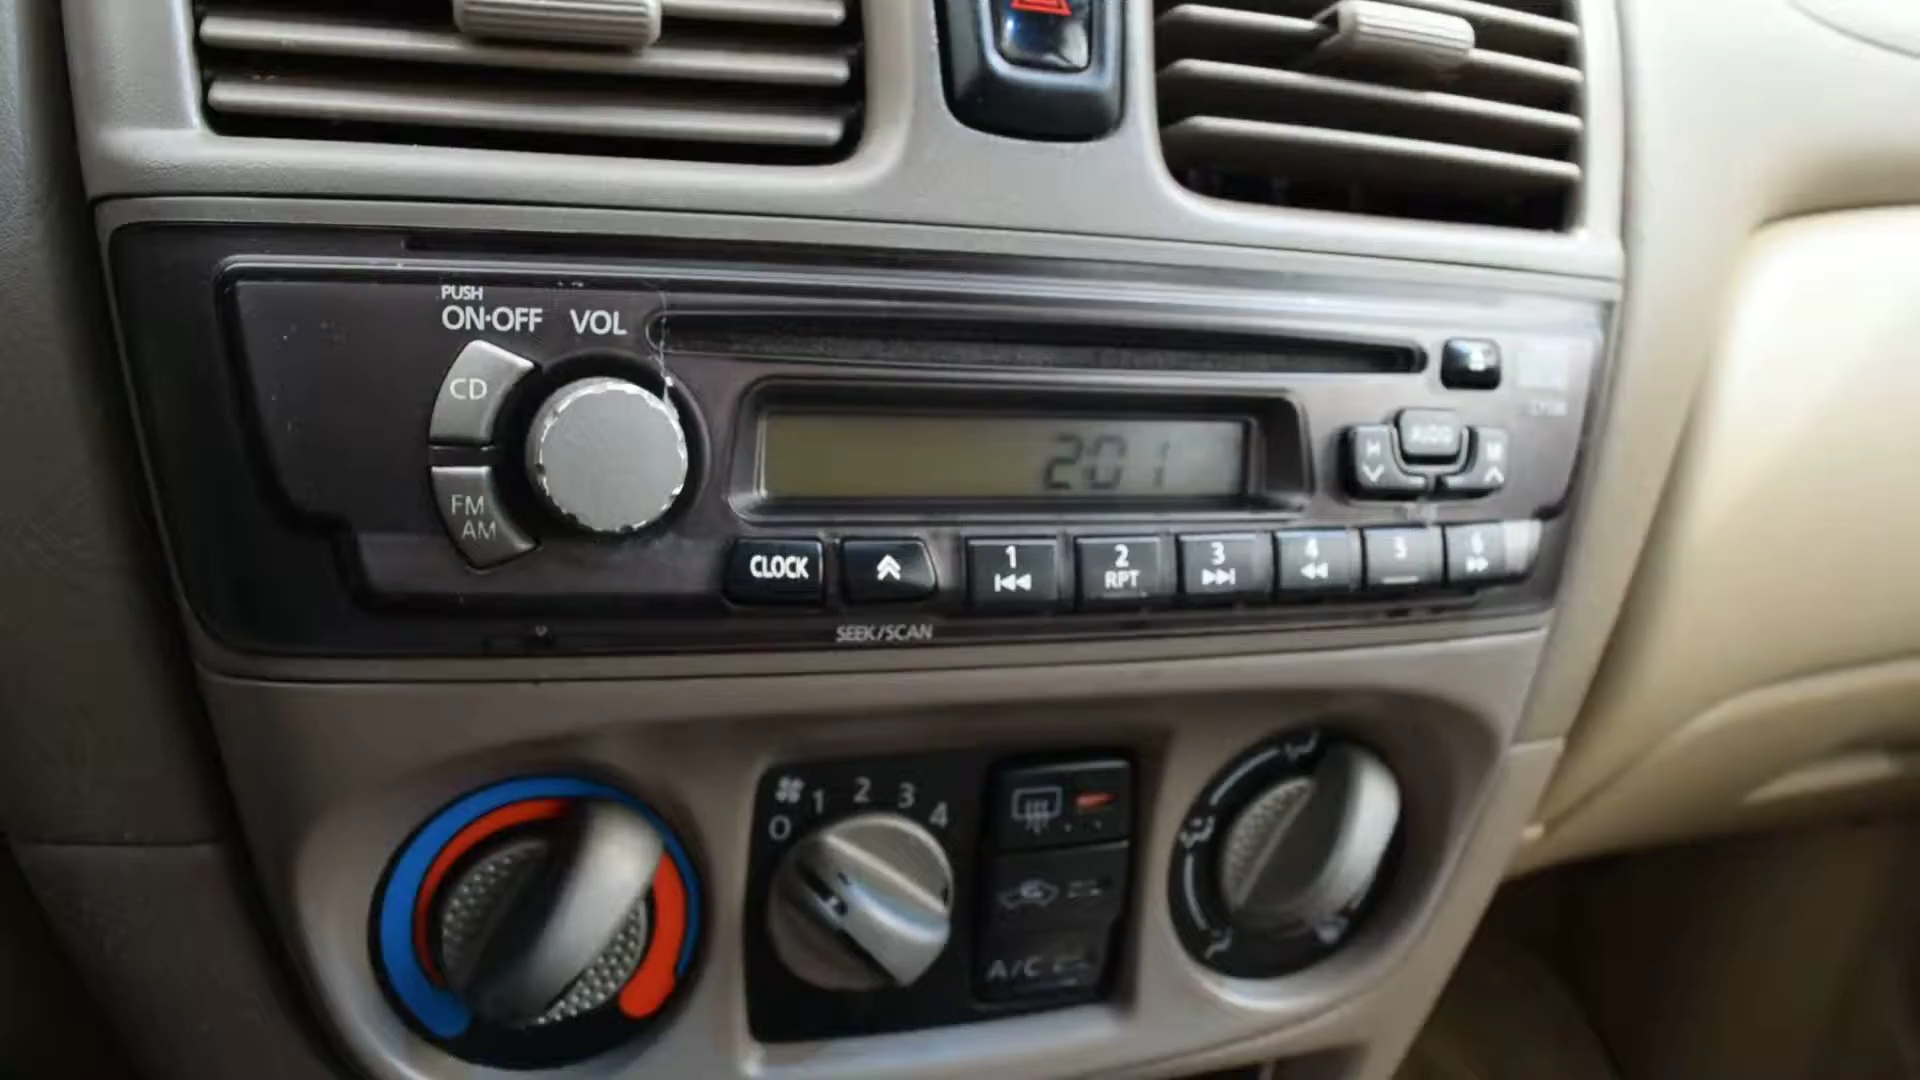 PUSH
ON·OFF VOL
CD
FM
AM
2:01
H M
CLOCK
1
2
RPT
3
4
5
6
SEEK/SCAN
0 1 2 3 4
A/C